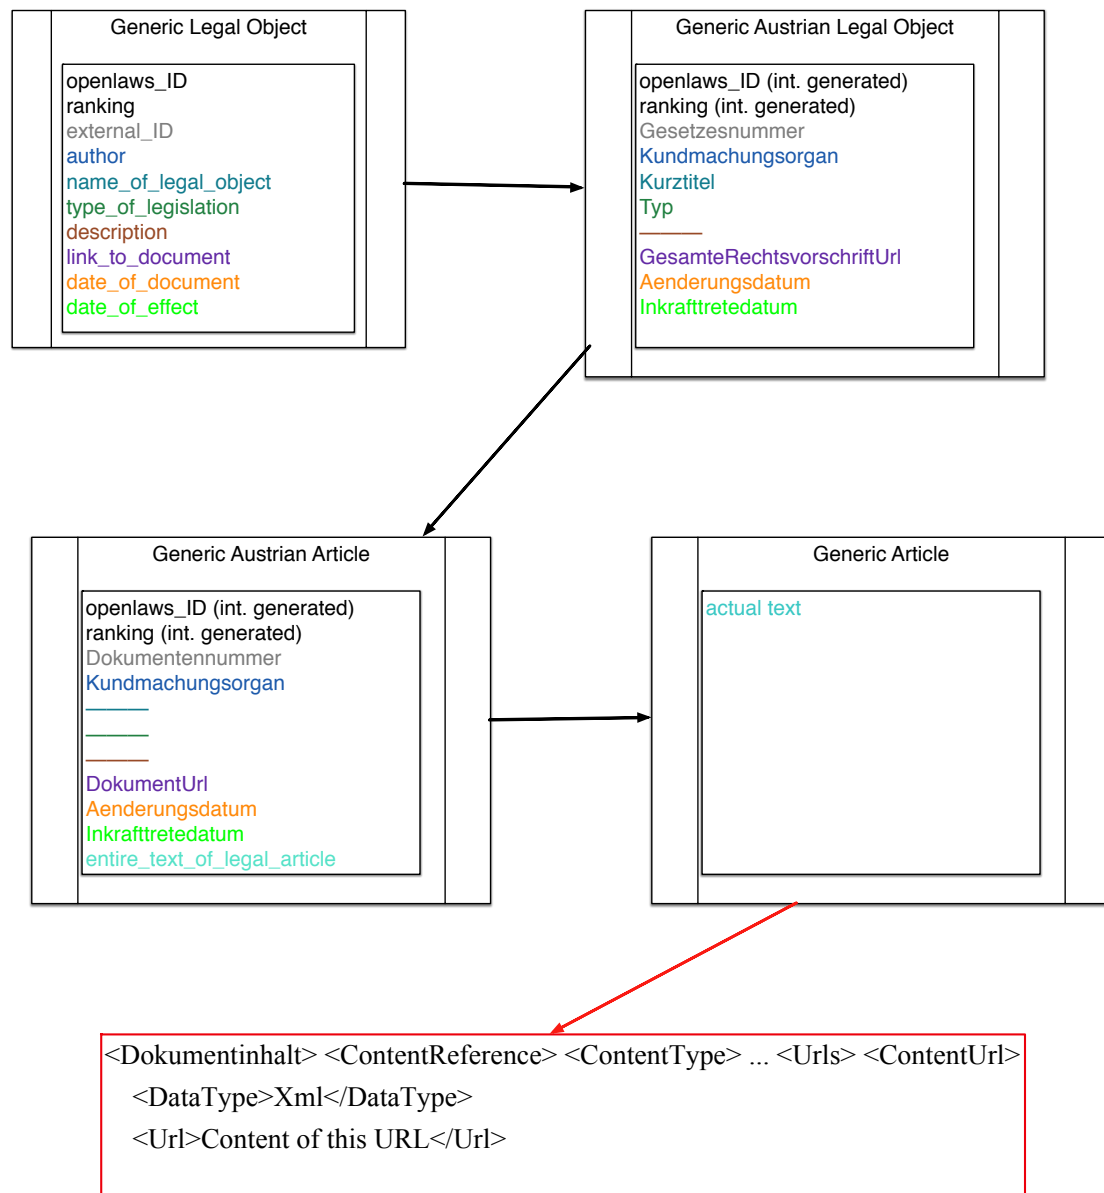 Generic Legal Object
openlaws_ID
ranking
external_ID
author
name_of_legal_object
type_of_legislation
description
link_to_document
date_of_document
date_of_effect
Generic Austrian Legal Object
openlaws_ID (int. generated)
ranking (int. generated)
Gesetzesnummer
Kundmachungsorgan
Kurztitel
Typ
———
GesamteRechtsvorschriftUrl
Aenderungsdatum
Inkrafttretedatum
Generic Austrian Article
openlaws_ID (int. generated)
ranking (int. generated)
Dokumentennummer
Kundmachungsorgan
———
———
———
DokumentUrl
Aenderungsdatum
Inkrafttretedatum
entire_text_of_legal_article
Generic Article
actual text
<Dokumentinhalt> <ContentReference> <ContentType> ... <Urls> <ContentUrl>
<DataType>Xml</DataType>
<Url>Content of this URL</Url>